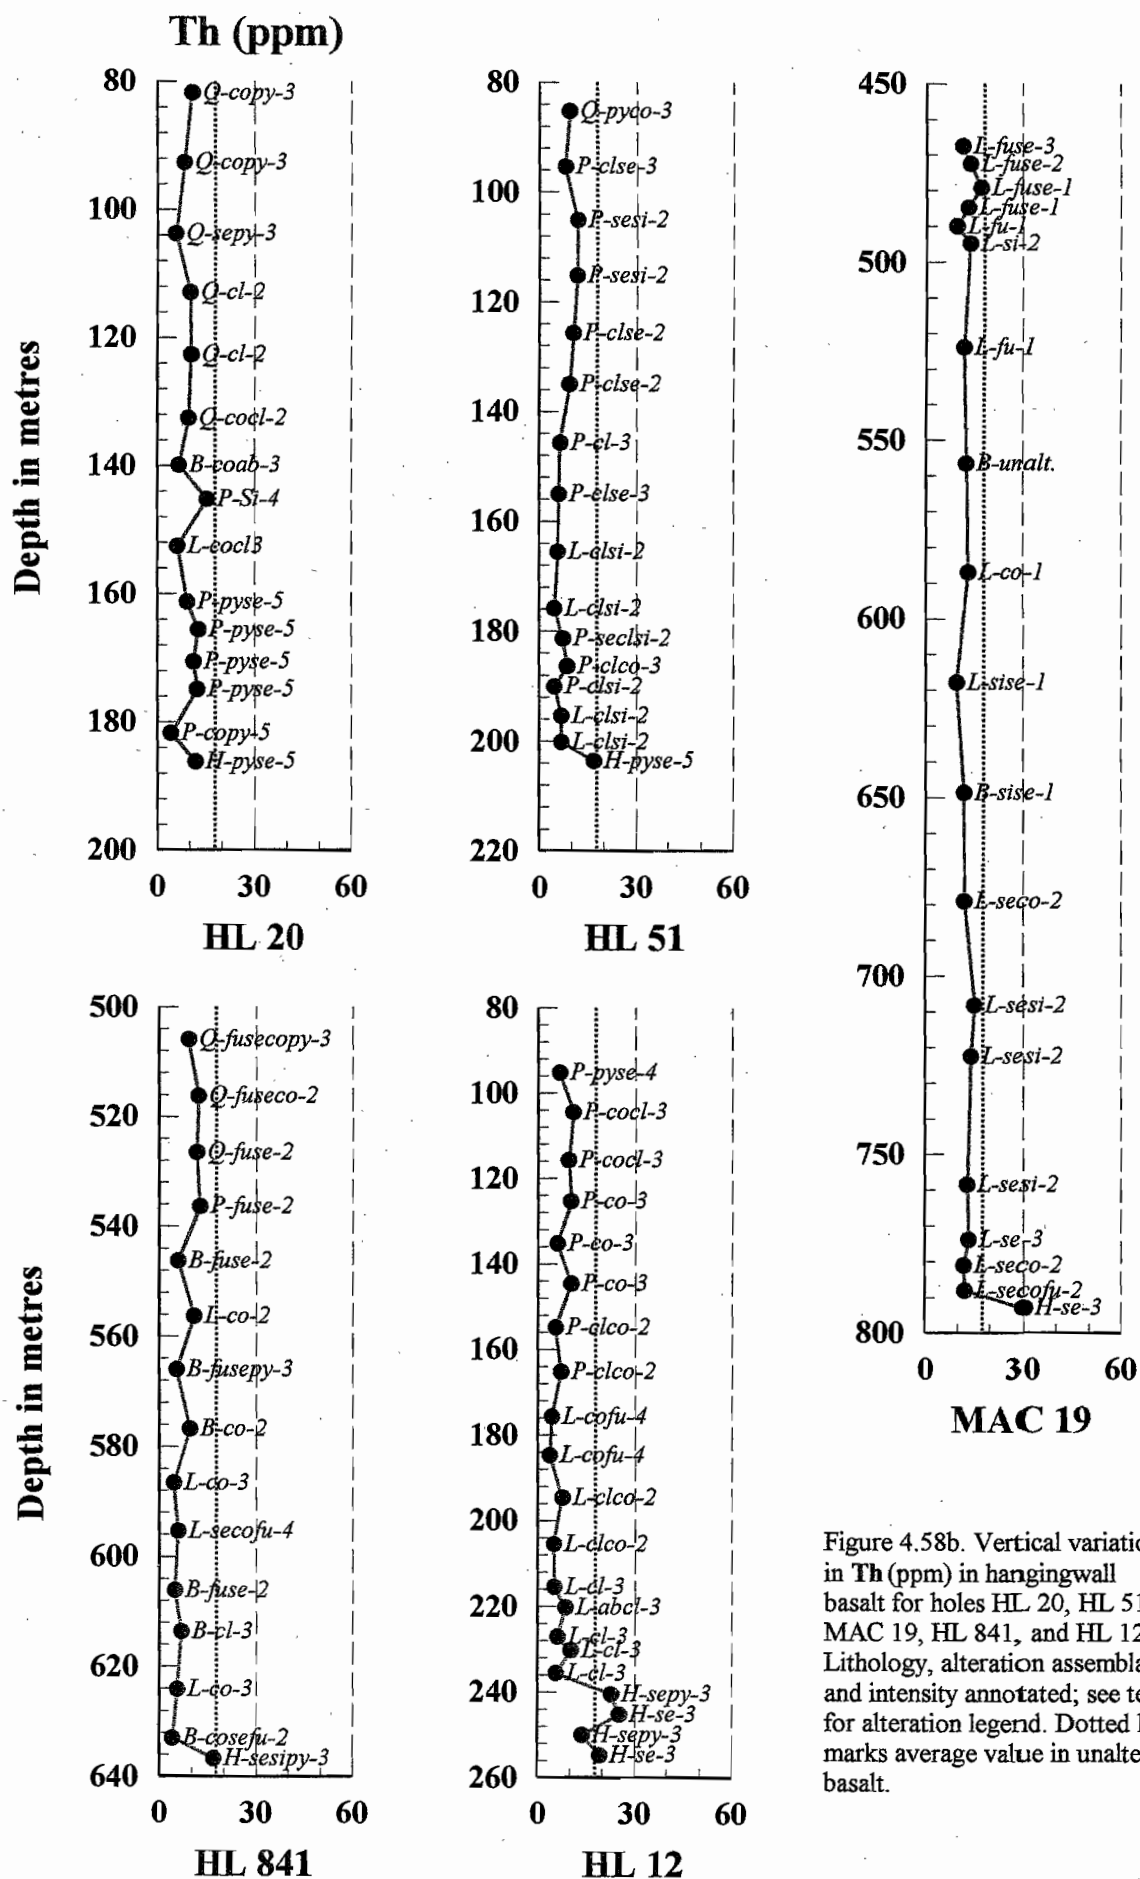 Th (ppm)
Depth in metres
80
100
120
140
160
180
200
Q-copy-3
Q-copy-3
Q-sepy-3
Q-cl-2
Q-cl-2
Q-cocl-2
B-coab-3
P-Si-4
L-cocl3
P-pyse-5
P-pyse-5
P-pyse-5
P-pyse-5
P-copy-5
H-pyse-5
0 30 60
HL 20
80
100
120
140
160
180
200
220
Q-pyco-3
P-clse-3
P-sesi-2
P-sesi-2
P-clse-2
P-clse-2
P-cl-3
P-clse-3
L-clsi-2
L-clsi-2
P-seclsi-2
P-clco-3
P-clsi-2
L-clsi-2
L-clsi-2
H-pyse-5
0 30 60
HL 51
450
500
550
600
650
700
750
800
L-fuse-3
L-fuse-2
L-fuse-1
L-fuse-1
L-fu-1
L-si-2
L-fu-1
B-unalt.
L-co-1
L-sise-1
B-sise-1
L-seco-2
L-sesi-2
L-sesi-2
L-sesi-2
L-se-3
L-seco-2
L-secofu-2
H-se-3
0 30 60
MAC 19
Depth in metres
500
520
540
560
580
600
620
640
Q-fusecopy-3
Q-fuseco-2
Q-fuse-2
P-fuse-2
B-fuse-2
L-co-2
B-fusepy-3
B-co-2
L-co-3
L-secofu-4
B-fuse-2
B-cl-3
L-co-3
B-cosefu-2
H-sesipy-3
0 30 60
HL 841
80
100
120
140
160
180
200
220
240
260
P-pyse-4
P-cocl-3
P-cocl-3
P-co-3
P-co-3
P-co-3
P-clco-2
P-clco-2
L-cofu-4
L-cofu-4
L-clco-2
L-clco-2
L-cl-3
L-abcl-3
L-cl-3
L-cl-3
L-cl-3
H-sepy-3
H-se-3
H-sepy-3
H-se-3
0 30 60
HL 12
Figure 4.58b. Vertical variatio
in Th (ppm) in hangingwall
basalt for holes HL 20, HL 51
MAC 19, HL 841, and HL 12
Lithology, alteration assembla
and intensity annotated; see te
for alteration legend. Dotted l
marks average value in unalte
basalt.